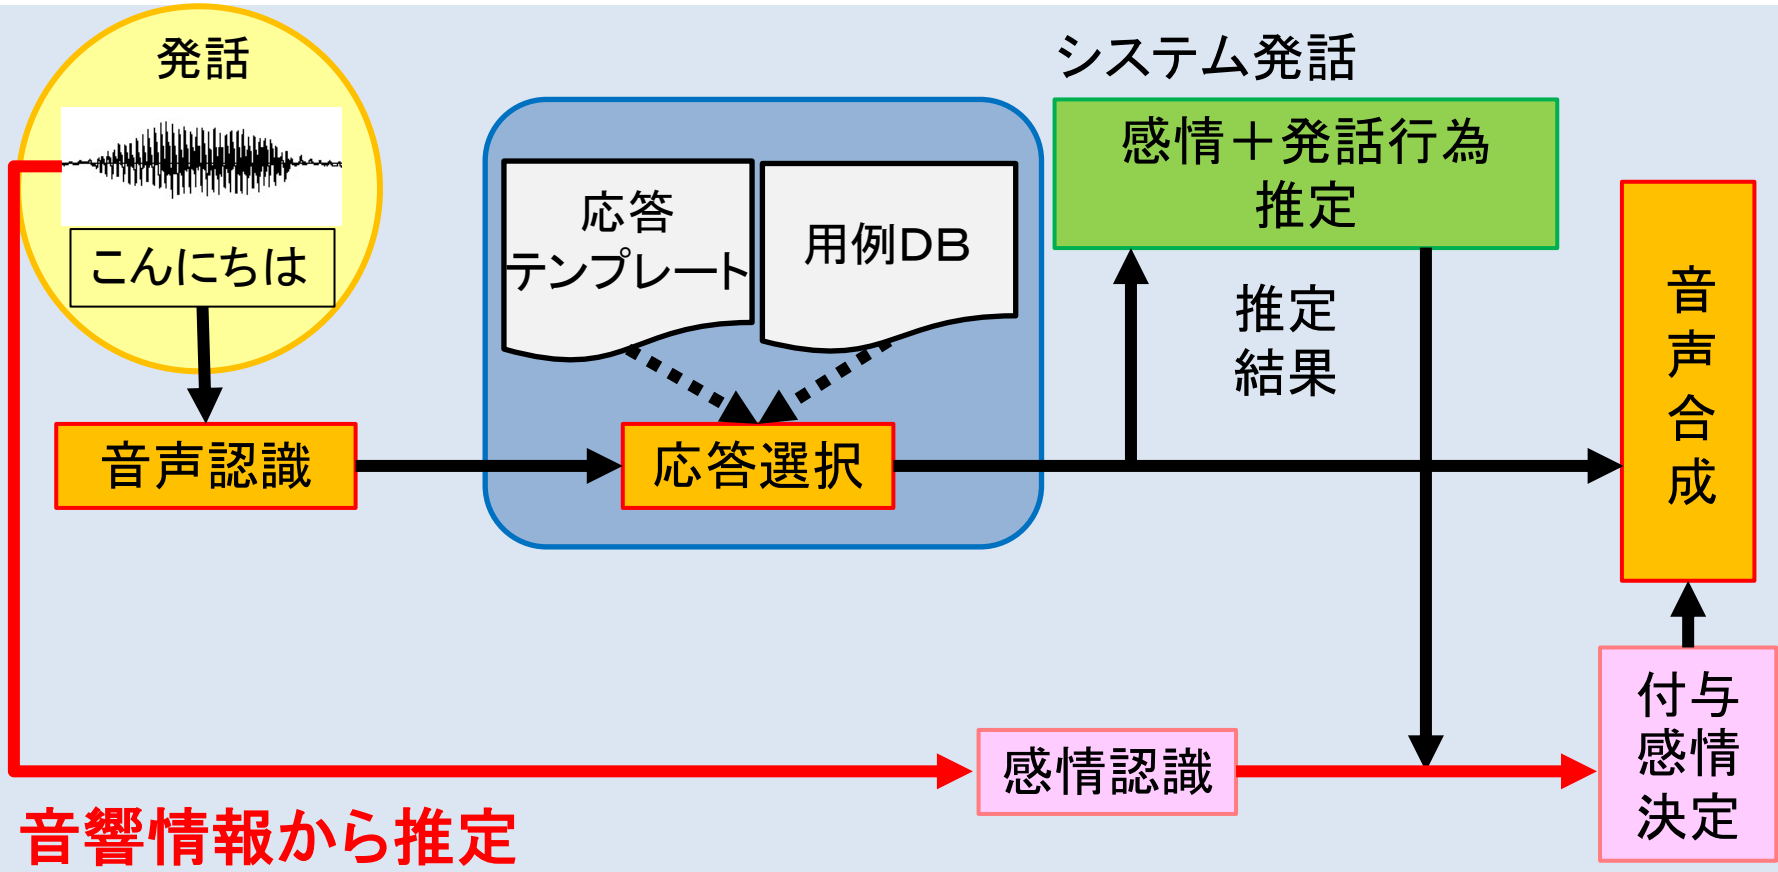 発話
こんにちは
音声認識
応答
テンプレート
用例DB
応答選択
システム発話
感情＋発話行為
推定
推定
結果
音声合成
感情認識
付与
感情
決定
音響情報から推定